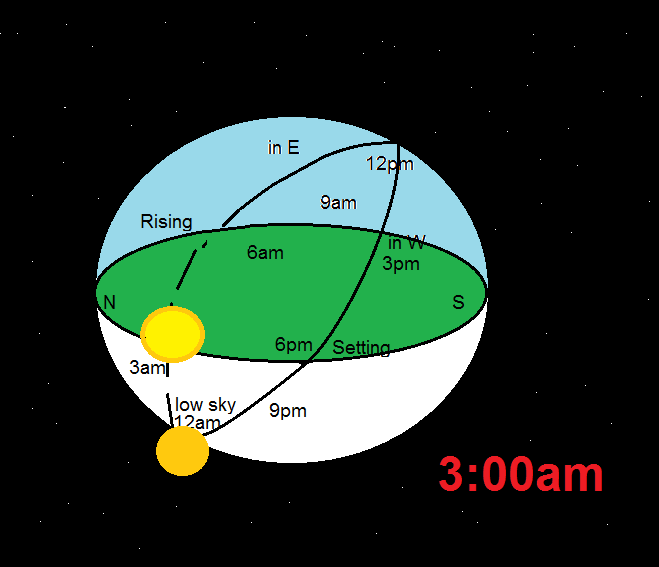 in E
12pm
9am
Rising
6am
in W
3pm
N
S
6pm
Setting
3am
low sky
12am
9pm
3:00am